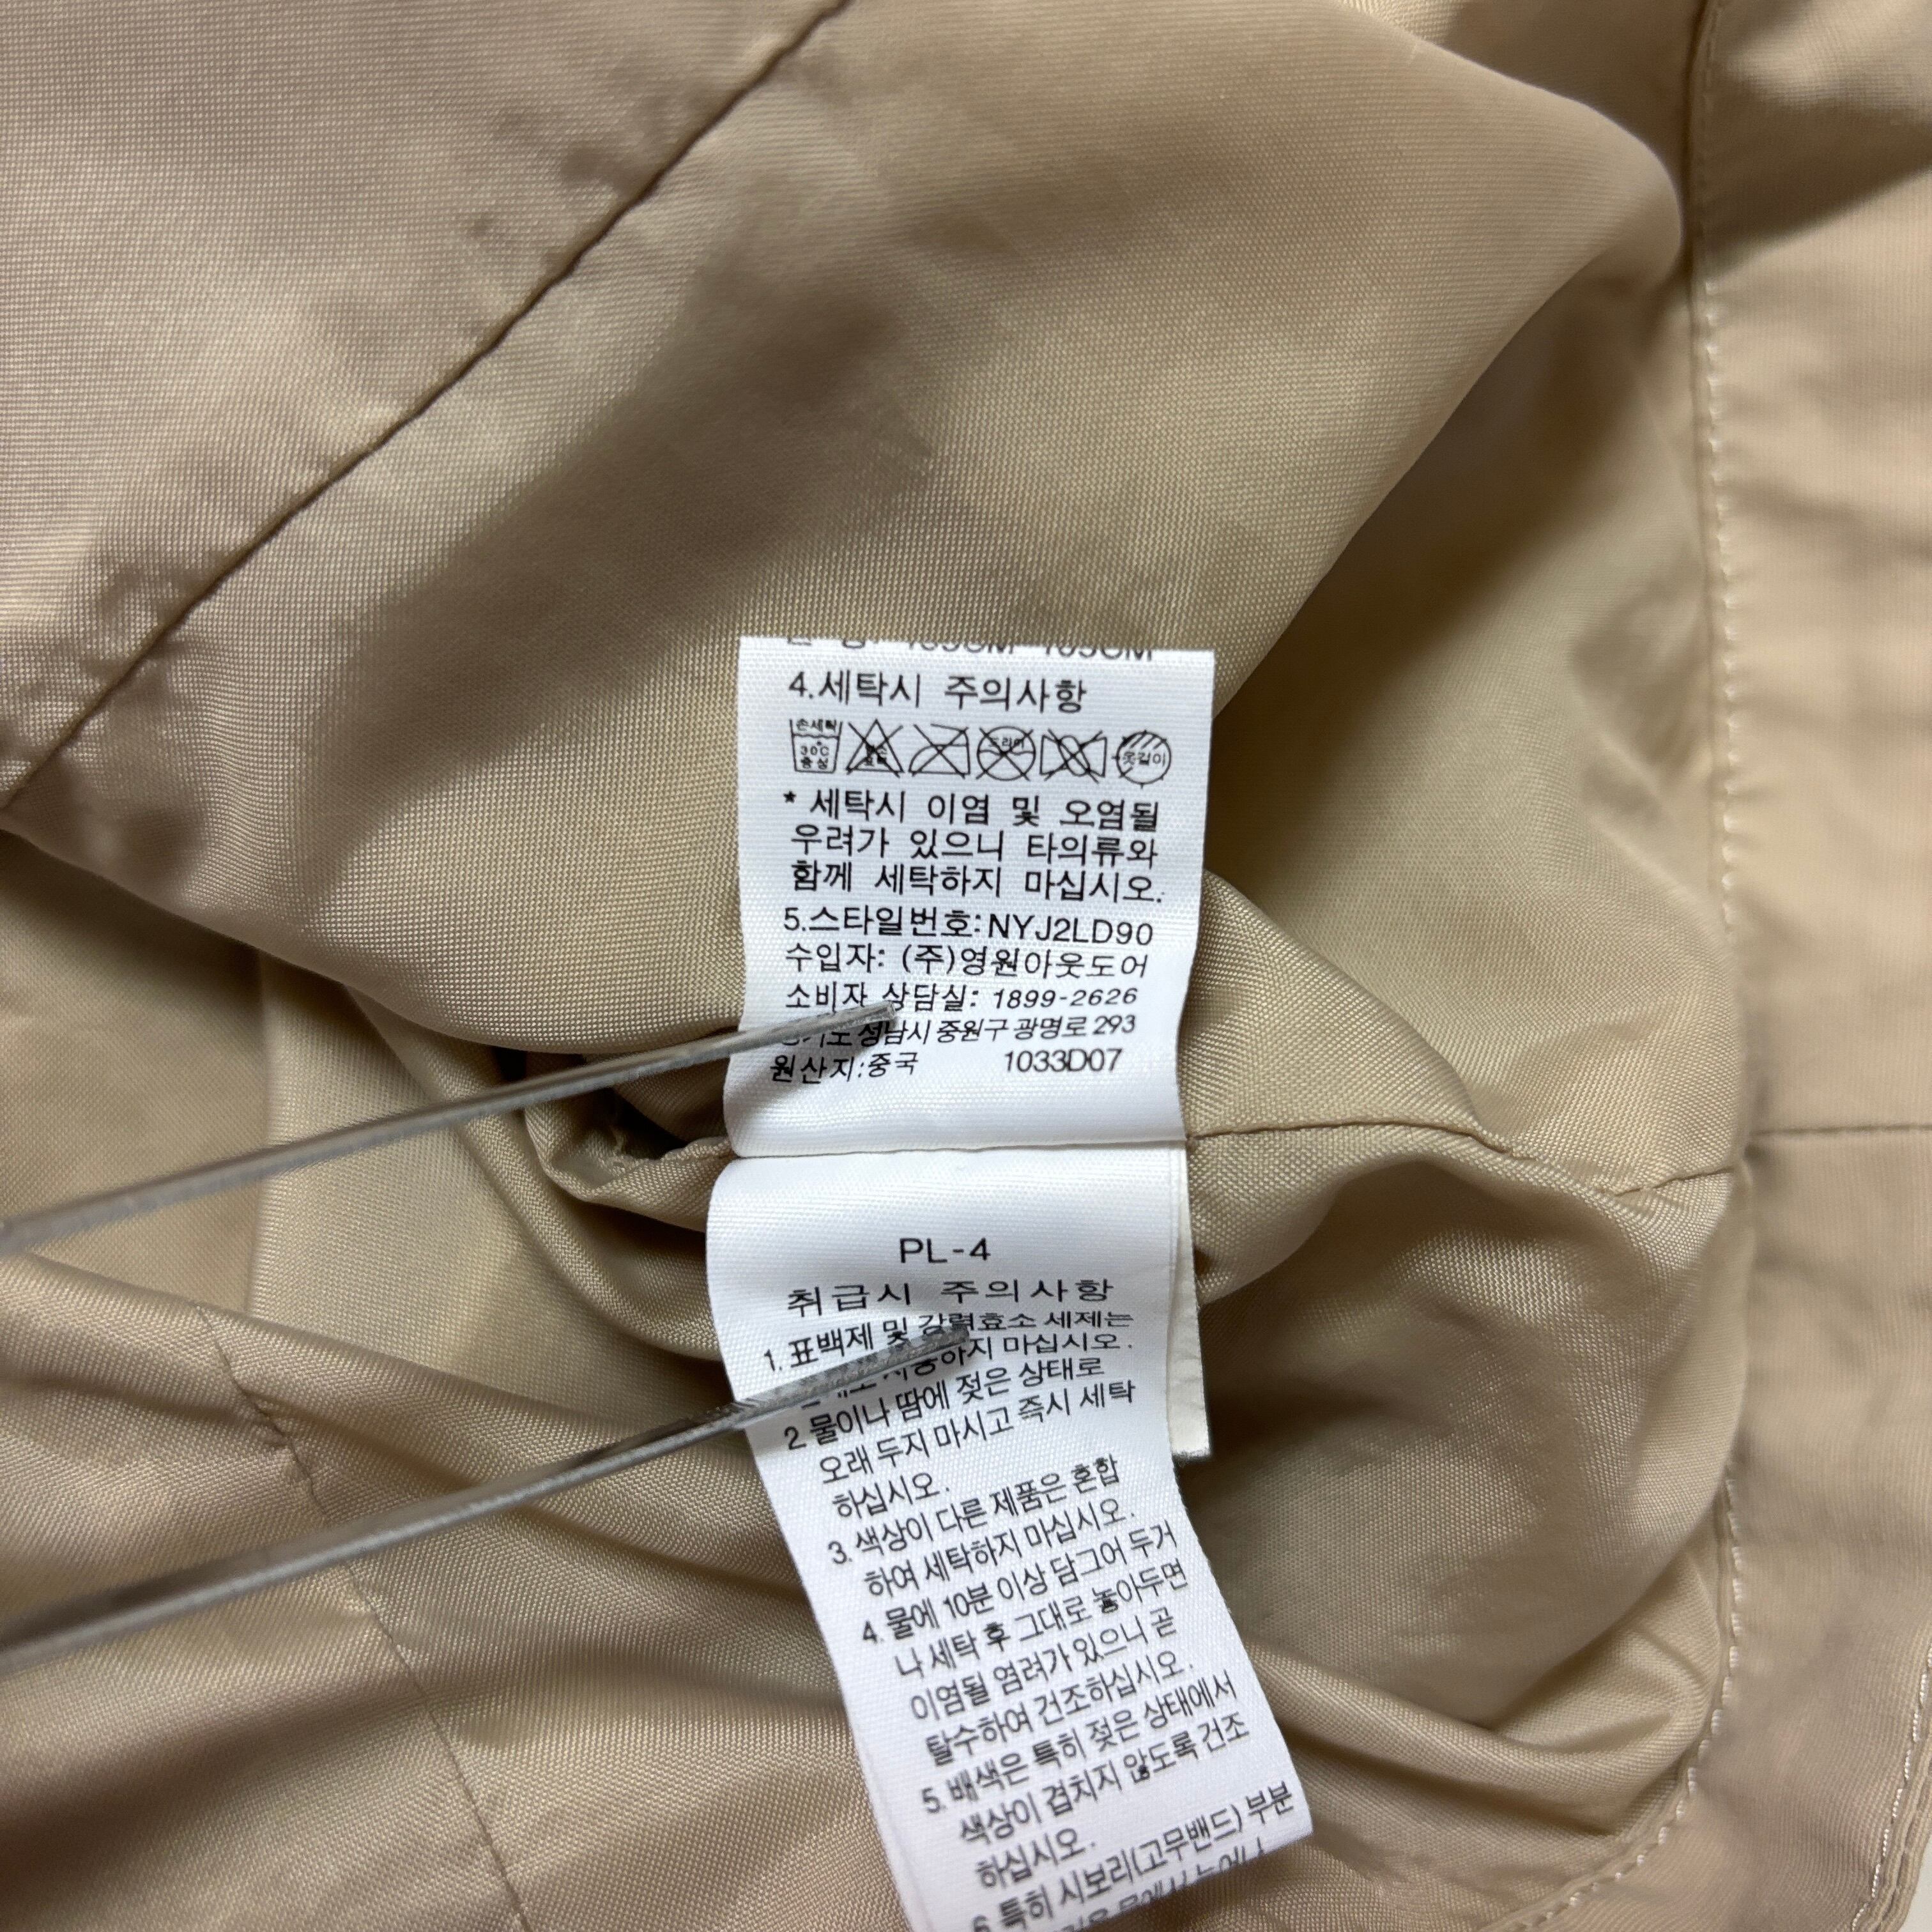 4.세탁시 주의사항
손세탁
30℃
중성
드라이
옷걸이
* 세탁시 이염 및 오염될
우려가 있으니 타의류와
함께 세탁하지 마십시오.
5.스타일번호:NYJ2LD90
수입자: (주)영원아웃도어
소비자 상담실: 1899-2626
성남시 중원구 광명로 293
원산지:중국 1033D07
PL-4
취급시 주의사항
1. 표백제 및 강력효소 세제는
사용하지 마십시오.
2 물이나 땀에 젖은 상태로
오래 두지 마시고 즉시 세탁
하십시오.
3. 색상이 다른 제품은 혼합
하여 세탁하지 마십시오.
4. 물에 10분 이상 담그어 두거
나 세탁 후 그대로 놓아두면
이염될 염려가 있으니 곧
탈수하여 건조하십시오.
5. 배색은 특히 젖은 상태에서
색상이 겹치지 않도록 건조
하십시오.
6. 특히 시보리(고무밴드) 부분